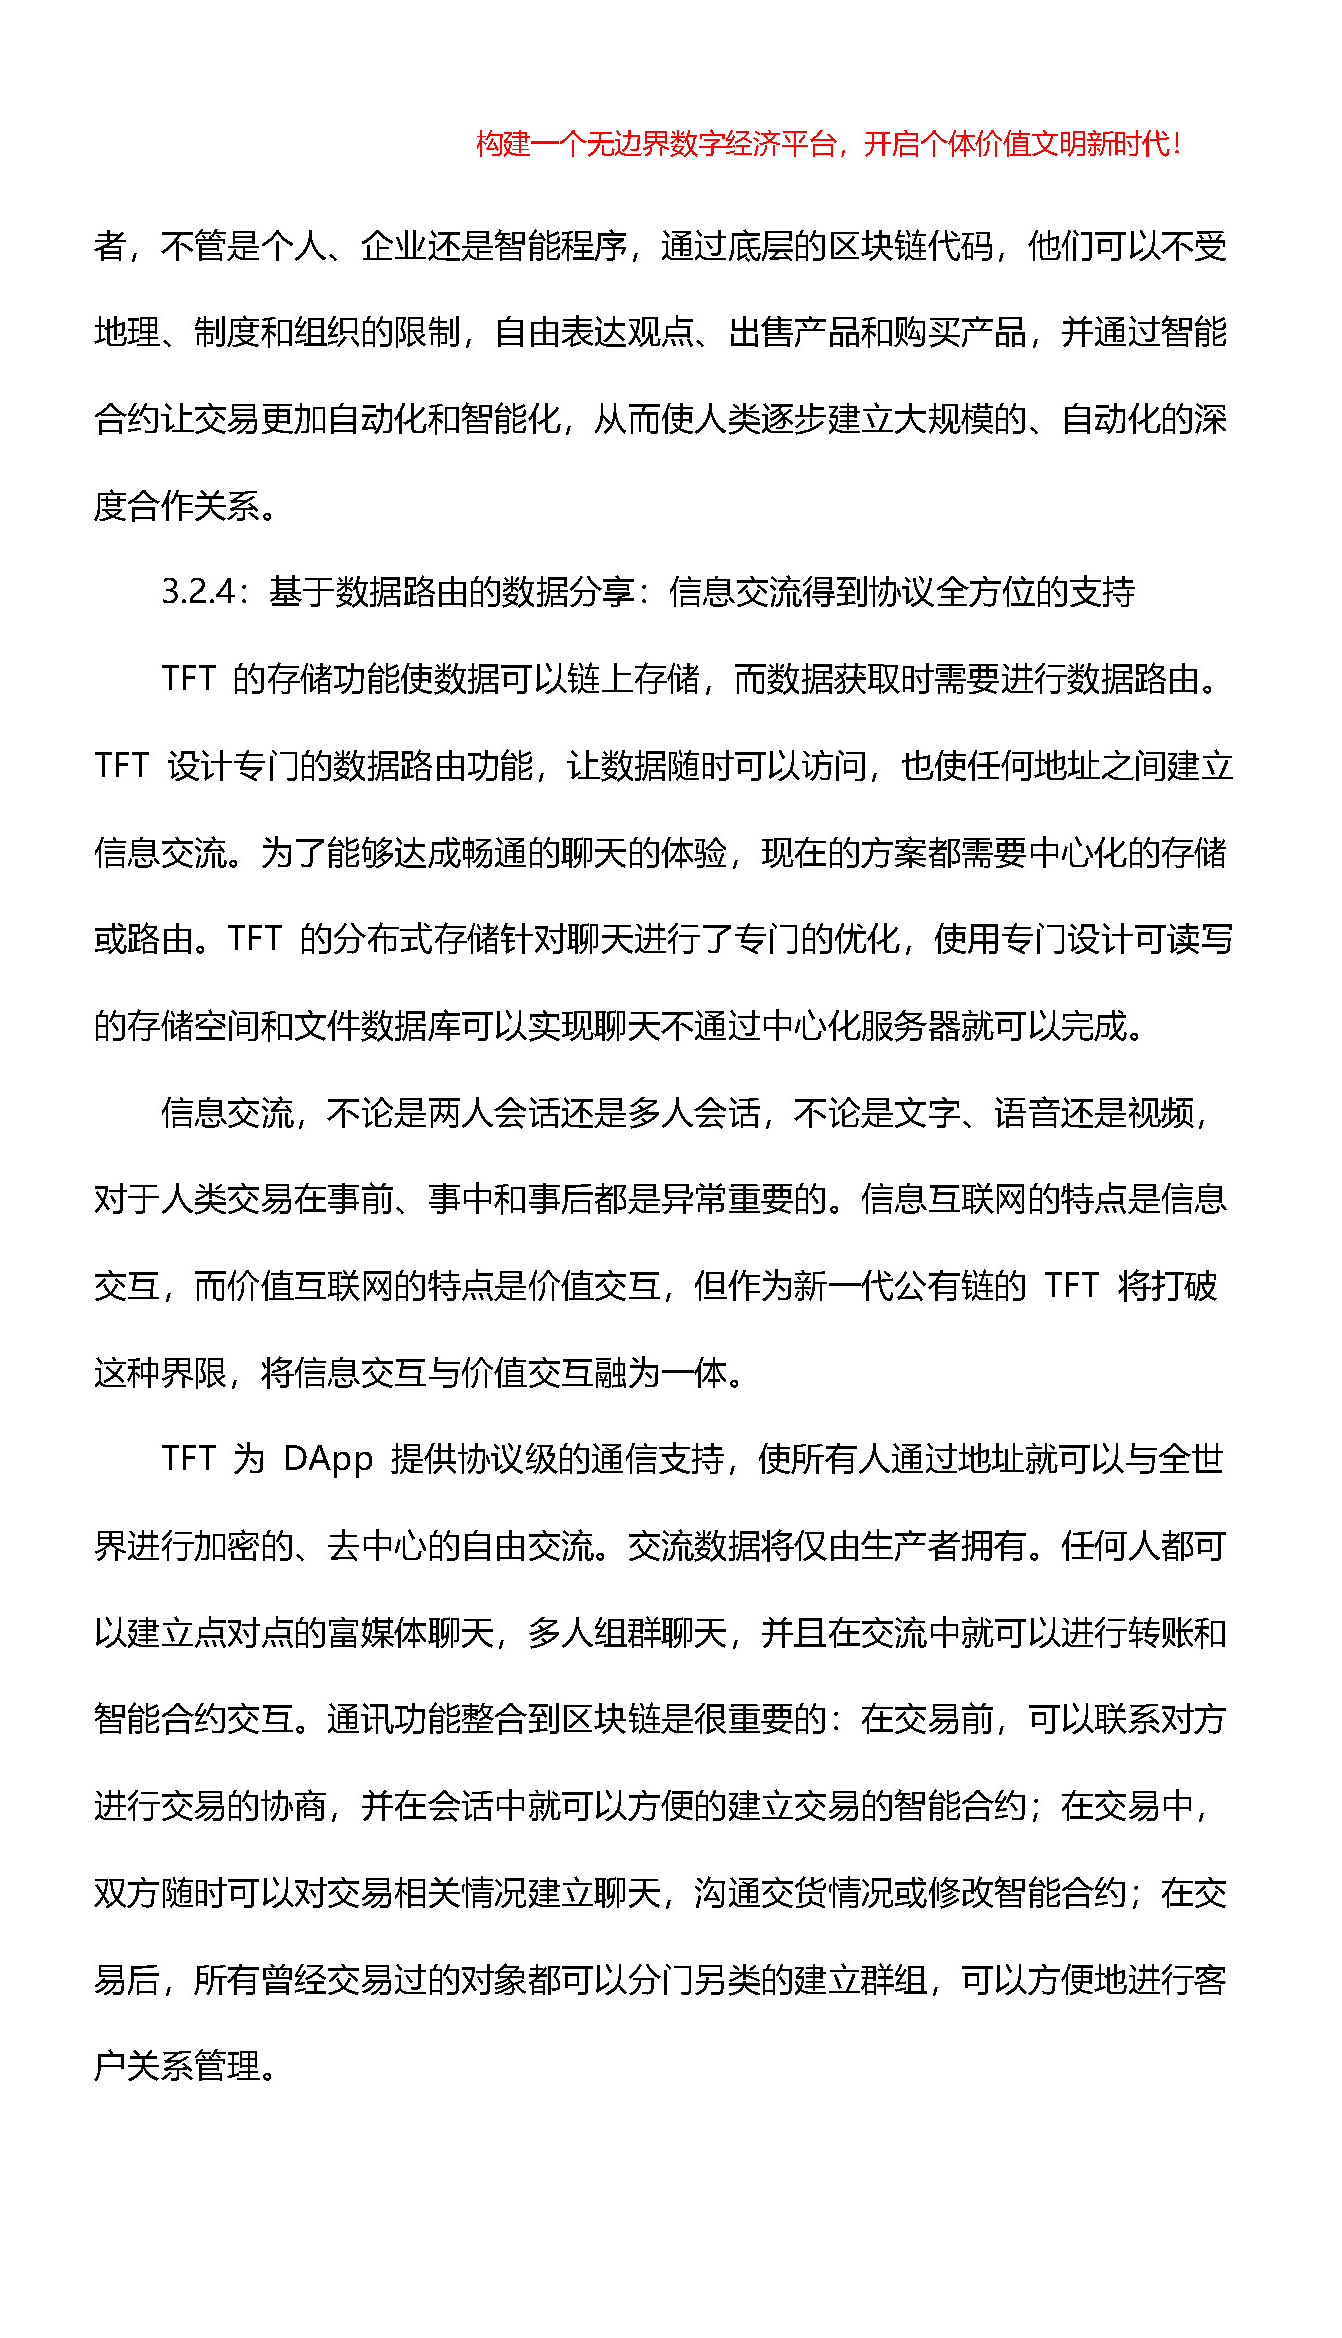 构建一个无边界数字经济平台，开启个体价值文明新时代！
者，不管是个人、企业还是智能程序，通过底层的区块链代码，他们可以不受
地理、制度和组织的限制，自由表达观点、出售产品和购买产品，并通过智能
合约让交易更加自动化和智能化，从而使人类逐步建立大规模的、自动化的深
度合作关系。
3.2.4：基于数据路由的数据分享：信息交流得到协议全方位的支持
TFT 的存储功能使数据可以链上存储，而数据获取时需要进行数据路由。
TFT 设计专门的数据路由功能，让数据随时可以访问，也使任何地址之间建立
信息交流。为了能够达成畅通的聊天的体验，现在的方案都需要中心化的存储
或路由。TFT 的分布式存储针对聊天进行了专门的优化，使用专门设计可读写
的存储空间和文件数据库可以实现聊天不通过中心化服务器就可以完成。
信息交流，不论是两人会话还是多人会话，不论是文字、语音还是视频，
对于人类交易在事前、事中和事后都是异常重要的。信息互联网的特点是信息
交互，而价值互联网的特点是价值交互，但作为新一代公有链的 TFT 将打破
这种界限，将信息交互与价值交互融为一体。
TFT 为 DApp 提供协议级的通信支持，使所有人通过地址就可以与全世
界进行加密的、去中心的自由交流。交流数据将仅由生产者拥有。任何人都可
以建立点对点的富媒体聊天，多人组群聊天，并且在交流中就可以进行转账和
智能合约交互。通讯功能整合到区块链是很重要的：在交易前，可以联系对方
进行交易的协商，并在会话中就可以方便的建立交易的智能合约；在交易中，
双方随时可以对交易相关情况建立聊天，沟通交货情况或修改智能合约；在交
易后，所有曾经交易过的对象都可以分门另类的建立群组，可以方便地进行客
户关系管理。